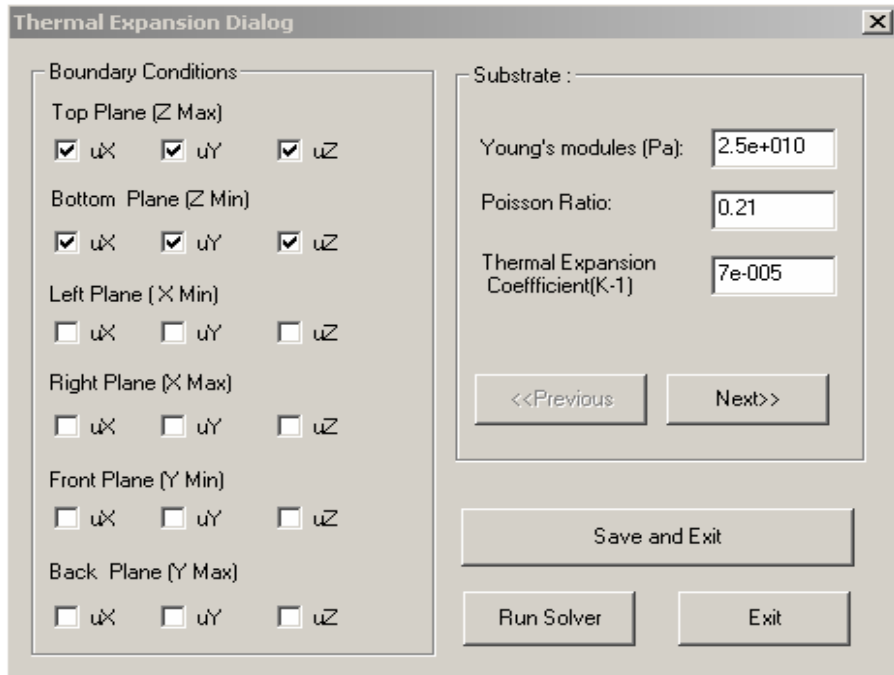 Thermal Expansion Dialog
Boundary Conditions
Top Plane (Z Max)
uX uY uZ
Bottom Plane (Z Min)
uX uY uZ
Left Plane ( X Min)
uX uY uZ
Right Plane (X Max)
uX uY uZ
Front Plane (Y Min)
uX uY uZ
Back Plane (Y Max)
uX uY uZ
Substrate :
Young's modules (Pa): 2.5e+010
Poisson Ratio: 0.21
Thermal Expansion
Coeffficient(K-1) 7e-005
<<Previous Next>>
Save and Exit
Run Solver Exit